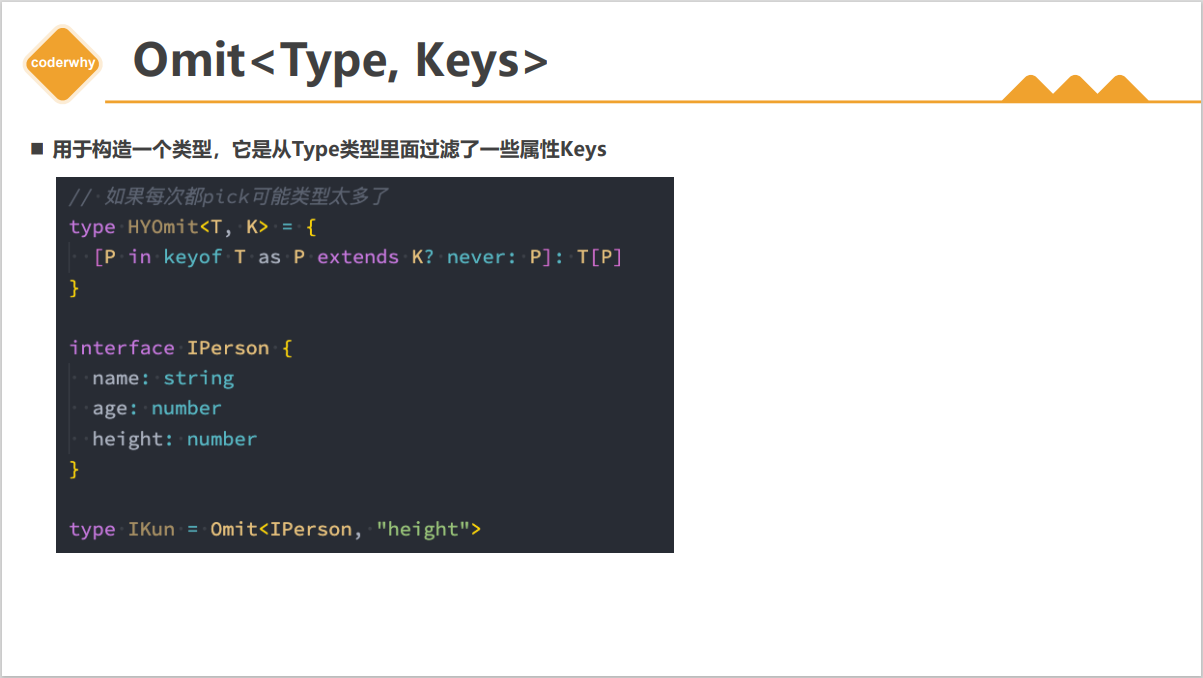 coderwhy
Omit<Type, Keys>
■ 用于构造一个类型，它是从Type类型里面过滤了一些属性Keys
// 如果每次都pick可能类型太多了
type HYOmit<T, K> = {
  [P in keyof T as P extends K? never: P]: T[P]
}
interface IPerson {
  name: string
  age: number
  height: number
}
type IKun = Omit<IPerson, "height">